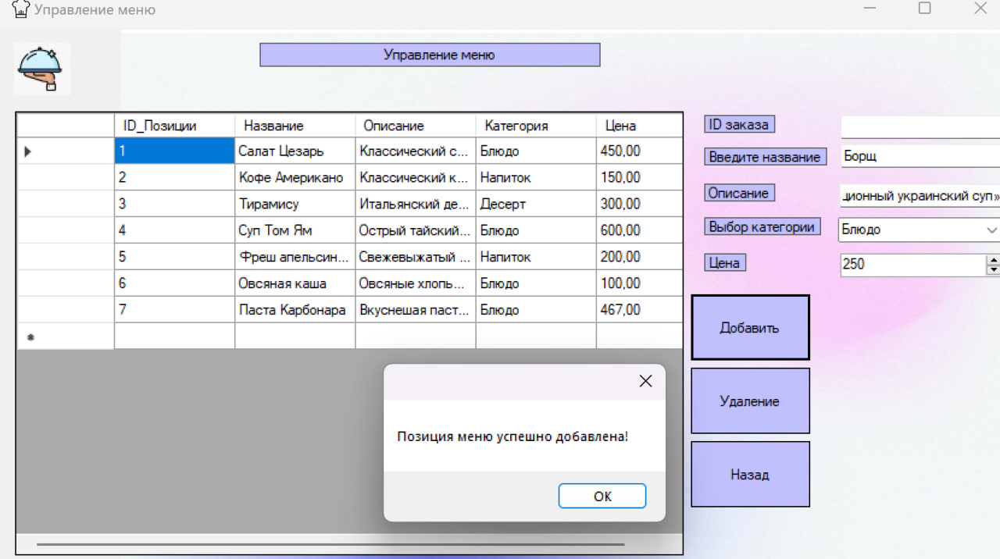 Управление меню
Управление меню
ID_Позиции Название Описание Категория Цена
1 Салат Цезарь Классический с... Блюдо 450,00
2 Кофе Американо Классический к... Напиток 150,00
3 Тирамису Итальянский де... Десерт 300,00
4 Суп Том Ям Острый тайский... Блюдо 600,00
5 Фреш апельсин... Свежевыжатый ... Напиток 200,00
6 Овсяная каша Овсяные хлопь... Блюдо 100,00
7 Паста Карбонара Вкуснешая паст... Блюдо 467,00
ID заказа
Введите название Борщ
Описание ционный украинский суп»
Выбор категории Блюдо
Цена 250
Добавить
Удаление
Назад
Позиция меню успешно добавлена!
OK